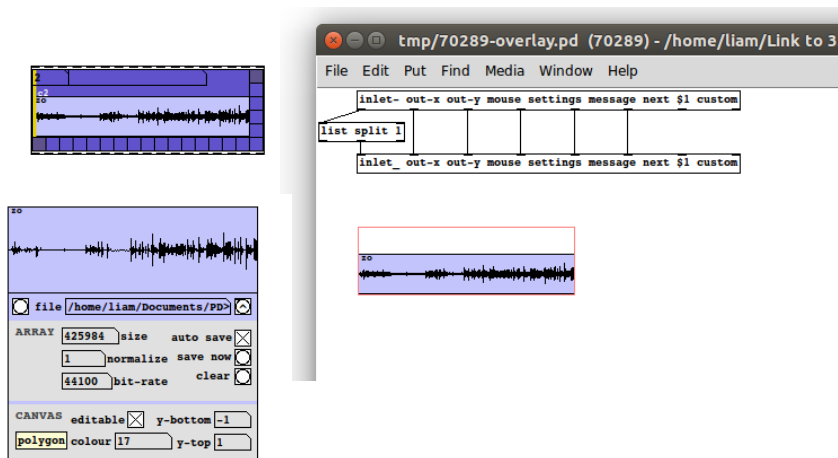 2
c2
zo
zo
file /home/liam/Documents/PD>
ARRAY 425984 size auto save
1 normalize save now
44100 bit-rate clear
CANVAS editable y-bottom -1
polygon colour 17 y-top 1
tmp/70289-overlay.pd (70289) - /home/liam/Link to 3
File Edit Put Find Media Window Help
inlet- out-x out-y mouse settings message next $1 custom
list split 1
inlet_ out-x out-y mouse settings message next $1 custom
zo